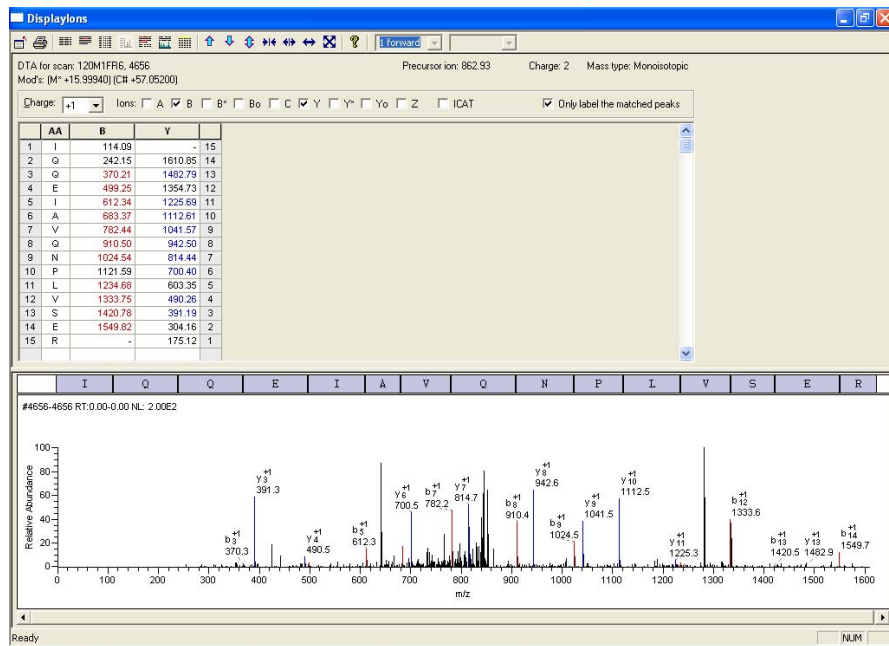 DisplayIons
1 Forward
DTA for scan: 120M1FR6, 4656 Precursor ion: 862.93 Charge: 2 Mass type: Monoisotopic
Mod's: (M* +15.99940) (C# +57.05200)
Charge: +1 Ions: A B B* Bo C Y Y* Yo Z ICAT Only label the matched peaks
AA B Y
1 I 114.09 - 15
2 Q 242.15 1610.85 14
3 Q 370.21 1482.79 13
4 E 499.25 1354.73 12
5 I 612.34 1225.69 11
6 A 683.37 1112.61 10
7 V 782.44 1041.57 9
8 Q 910.50 942.50 8
9 N 1024.54 814.44 7
10 P 1121.59 700.40 6
11 L 1234.68 603.35 5
12 V 1333.75 490.26 4
13 S 1420.78 391.19 3
14 E 1549.82 304.16 2
15 R - 175.12 1
I Q Q E I A V Q N P L V S E R
#4656-4656 RT:0.00-0.00 NL: 2.00E2
Relative Abundance
100
80
60
40
20
0
b3 +1 370.3
y3 +1 391.3
y4 +1 490.5
b5 +1 612.3
y6 +1 700.5
b7 +1 782.2
y7 +1 814.7
b8 +1 910.4
y8 +1 942.6
b9 +1 1024.5
y9 +1 1041.5
y10 +1 1112.5
y11 +1 1225.3
b12 +1 1333.6
b13 +1 1420.5
y13 +1 1482.9
b14 +1 1549.7
0 100 200 300 400 500 600 700 800 900 1000 1100 1200 1300 1400 1500 1600
m/z
Ready NUM